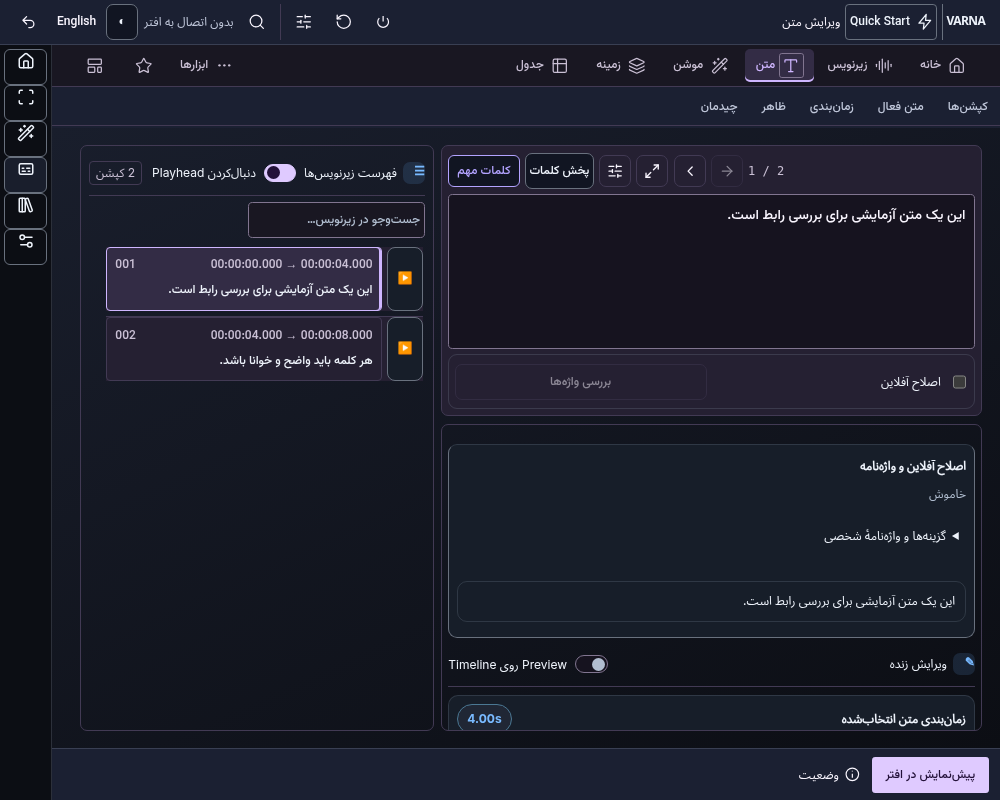 VARNA
Quick Start
ویرایش متن
بدون اتصال به افتر
English
خانه
زیرنویس
متن
موشن
زمینه
جدول
ابزارها
کپشن‌ها
متن فعال
زمان‌بندی
ظاهر
چیدمان
1 / 2
پخش کلمات
کلمات مهم
این یک متن آزمایشی برای بررسی رابط است.
اصلاح آفلاین
بررسی واژه‌ها
اصلاح آفلاین و واژه‌نامه
خاموش
گزینه‌ها و واژه‌نامهٔ شخصی
این یک متن آزمایشی برای بررسی رابط است.
ویرایش زنده
Preview روی Timeline
زمان‌بندی متن انتخاب‌شده
4.00s
فهرست زیرنویس‌ها
دنبال‌کردن Playhead
2 کپشن
جست‌وجو در زیرنویس…
001
00:00:00.000 → 00:00:04.000
این یک متن آزمایشی برای بررسی رابط است.
002
00:00:04.000 → 00:00:08.000
هر کلمه باید واضح و خوانا باشد.
پیش‌نمایش در افتر
وضعیت